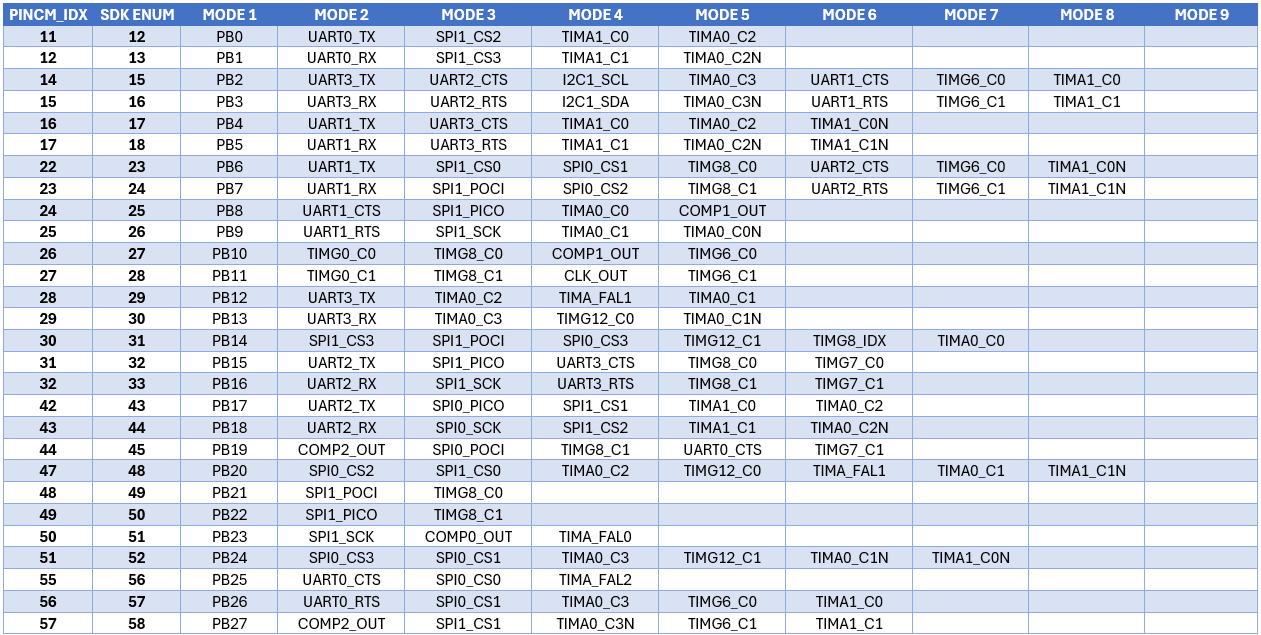 PINCM_IDX SDK ENUM MODE 1 MODE 2 MODE 3 MODE 4 MODE 5 MODE 6 MODE 7 MODE 8 MODE 9
11 12 PB0 UART0_TX SPI1_CS2 TIMA1_C0 TIMA0_C2
12 13 PB1 UART0_RX SPI1_CS3 TIMA1_C1 TIMA0_C2N
14 15 PB2 UART3_TX UART2_CTS I2C1_SCL TIMA0_C3 UART1_CTS TIMG6_C0 TIMA1_C0
15 16 PB3 UART3_RX UART2_RTS I2C1_SDA TIMA0_C3N UART1_RTS TIMG6_C1 TIMA1_C1
16 17 PB4 UART1_TX UART3_CTS TIMA1_C0 TIMA0_C2 TIMA1_C0N
17 18 PB5 UART1_RX UART3_RTS TIMA1_C1 TIMA0_C2N TIMA1_C1N
22 23 PB6 UART1_TX SPI1_CS0 SPI0_CS1 TIMG8_C0 UART2_CTS TIMG6_C0 TIMA1_C0N
23 24 PB7 UART1_RX SPI1_POCI SPI0_CS2 TIMG8_C1 UART2_RTS TIMG6_C1 TIMA1_C1N
24 25 PB8 UART1_CTS SPI1_PICO TIMA0_C0 COMP1_OUT
25 26 PB9 UART1_RTS SPI1_SCK TIMA0_C1 TIMA0_C0N
26 27 PB10 TIMG0_C0 TIMG8_C0 COMP1_OUT TIMG6_C0
27 28 PB11 TIMG0_C1 TIMG8_C1 CLK_OUT TIMG6_C1
28 29 PB12 UART3_TX TIMA0_C2 TIMA_FAL1 TIMA0_C1
29 30 PB13 UART3_RX TIMA0_C3 TIMG12_C0 TIMA0_C1N
30 31 PB14 SPI1_CS3 SPI1_POCI SPI0_CS3 TIMG12_C1 TIMG8_IDX TIMA0_C0
31 32 PB15 UART2_TX SPI1_PICO UART3_CTS TIMG8_C0 TIMG7_C0
32 33 PB16 UART2_RX SPI1_SCK UART3_RTS TIMG8_C1 TIMG7_C1
42 43 PB17 UART2_TX SPI0_PICO SPI1_CS1 TIMA1_C0 TIMA0_C2
43 44 PB18 UART2_RX SPI0_SCK SPI1_CS2 TIMA1_C1 TIMA0_C2N
44 45 PB19 COMP2_OUT SPI0_POCI TIMG8_C1 UART0_CTS TIMG7_C1
47 48 PB20 SPI0_CS2 SPI1_CS0 TIMA0_C2 TIMG12_C0 TIMA_FAL1 TIMA0_C1 TIMA1_C1N
48 49 PB21 SPI1_POCI TIMG8_C0
49 50 PB22 SPI1_PICO TIMG8_C1
50 51 PB23 SPI1_SCK COMP0_OUT TIMA_FAL0
51 52 PB24 SPI0_CS3 SPI0_CS1 TIMA0_C3 TIMG12_C1 TIMA0_C1N TIMA1_C0N
55 56 PB25 UART0_CTS SPI0_CS0 TIMA_FAL2
56 57 PB26 UART0_RTS SPI0_CS1 TIMA0_C3 TIMG6_C0 TIMA1_C0
57 58 PB27 COMP2_OUT SPI1_CS1 TIMA0_C3N TIMG6_C1 TIMA1_C1